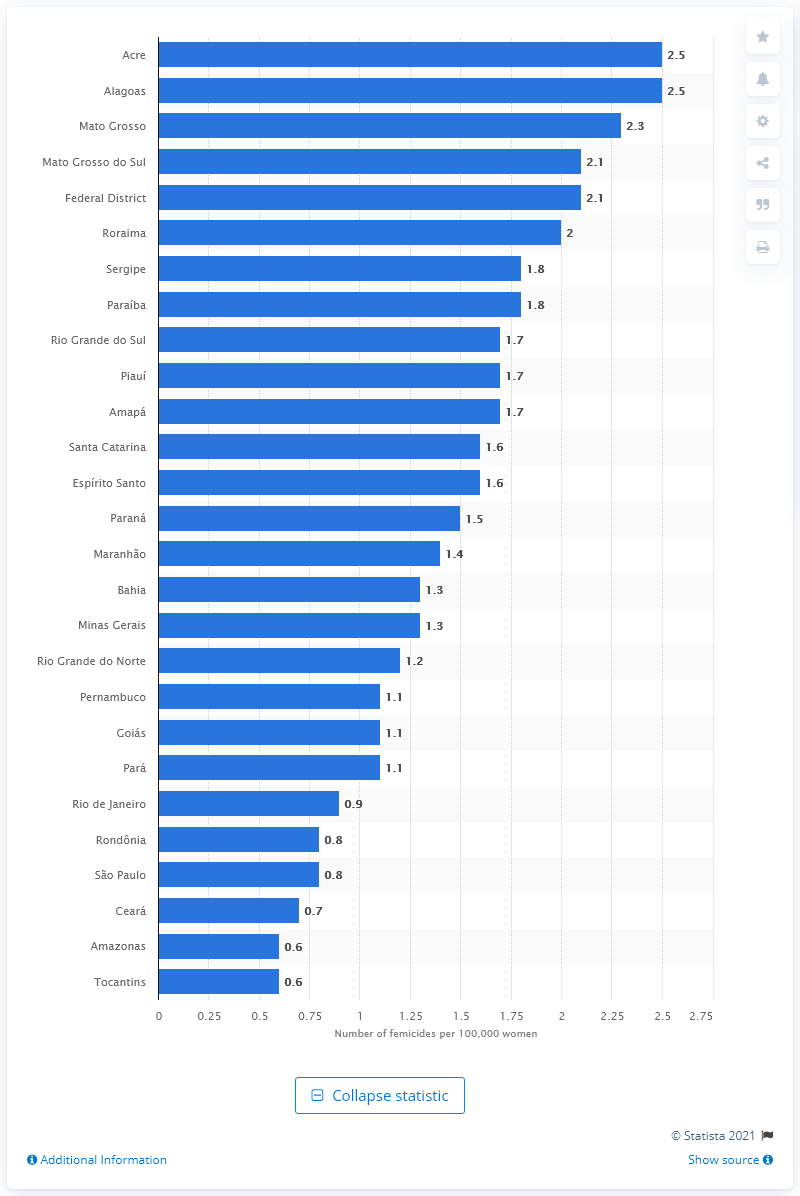 Acre 2.5
Alagoas 2.5
Mato Grosso 2.3
Mato Grosso do Sul 2.1
Federal District 2.1
Roraima 2
Sergipe 1.8
Paraíba 1.8
Rio Grande do Sul 1.7
Piauí 1.7
Amapá 1.7
Santa Catarina 1.6
Espírito Santo 1.6
Paraná 1.5
Maranhão 1.4
Bahia 1.3
Minas Gerais 1.3
Rio Grande do Norte 1.2
Pernambuco 1.1
Goiás 1.1
Pará 1.1
Rio de Janeiro 0.9
Rondônia 0.8
São Paulo 0.8
Ceará 0.7
Amazonas 0.6
Tocantins 0.6
0 0.25 0.5 0.75 1 1.25 1.5 1.75 2 2.25 2.5 2.75
Number of femicides per 100,000 women
Collapse statistic
© Statista 2021
Additional Information Show source